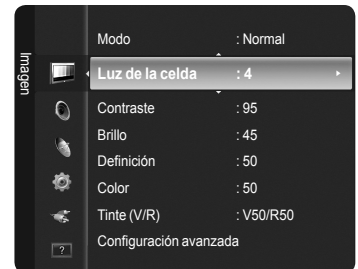 Imagen
Modo : Normal
Luz de la celda : 4
Contraste : 95
Brillo : 45
Definición : 50
Color : 50
Tinte (V/R) : V50/R50
Configuración avanzada
?